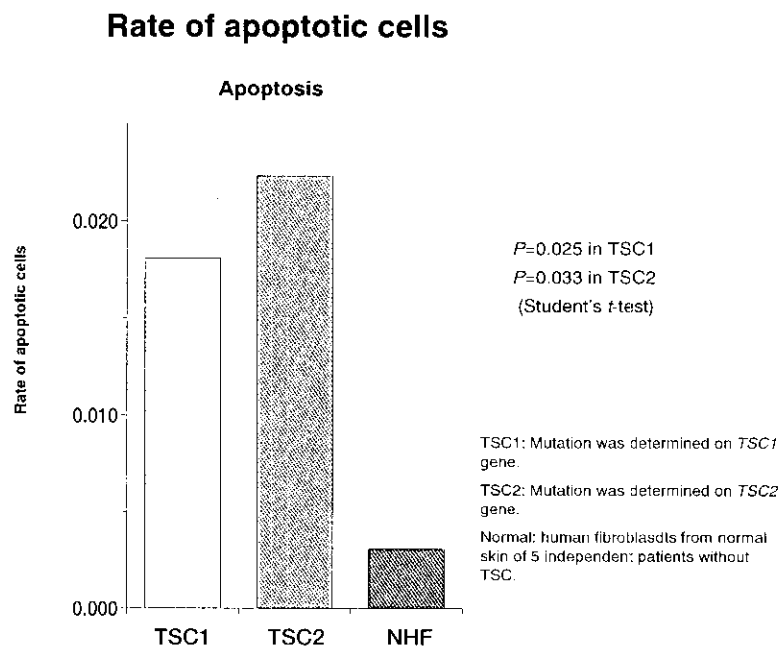 Rate of apoptotic cells
Apoptosis
Rate of apoptotic cells
0.020
0.010
0.000
TSC1 TSC2 NHF
P=0.025 in TSC1
P=0.033 in TSC2
(Student's t-test)
TSC1: Mutation was determined on TSC1
gene.
TSC2: Mutation was determined on TSC2
gene.
Normal: human fibroblasdts from normal
skin of 5 independent patients without
TSC.